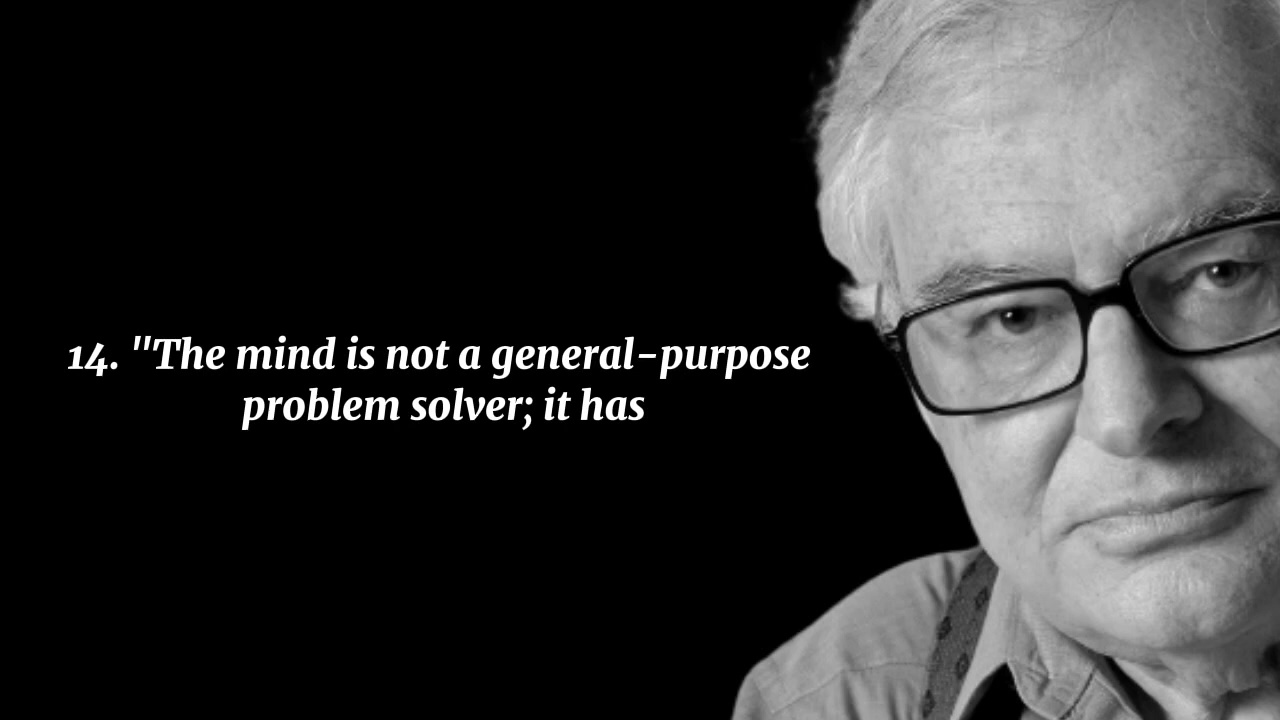 14. "The mind is not a general-purpose
problem solver; it has